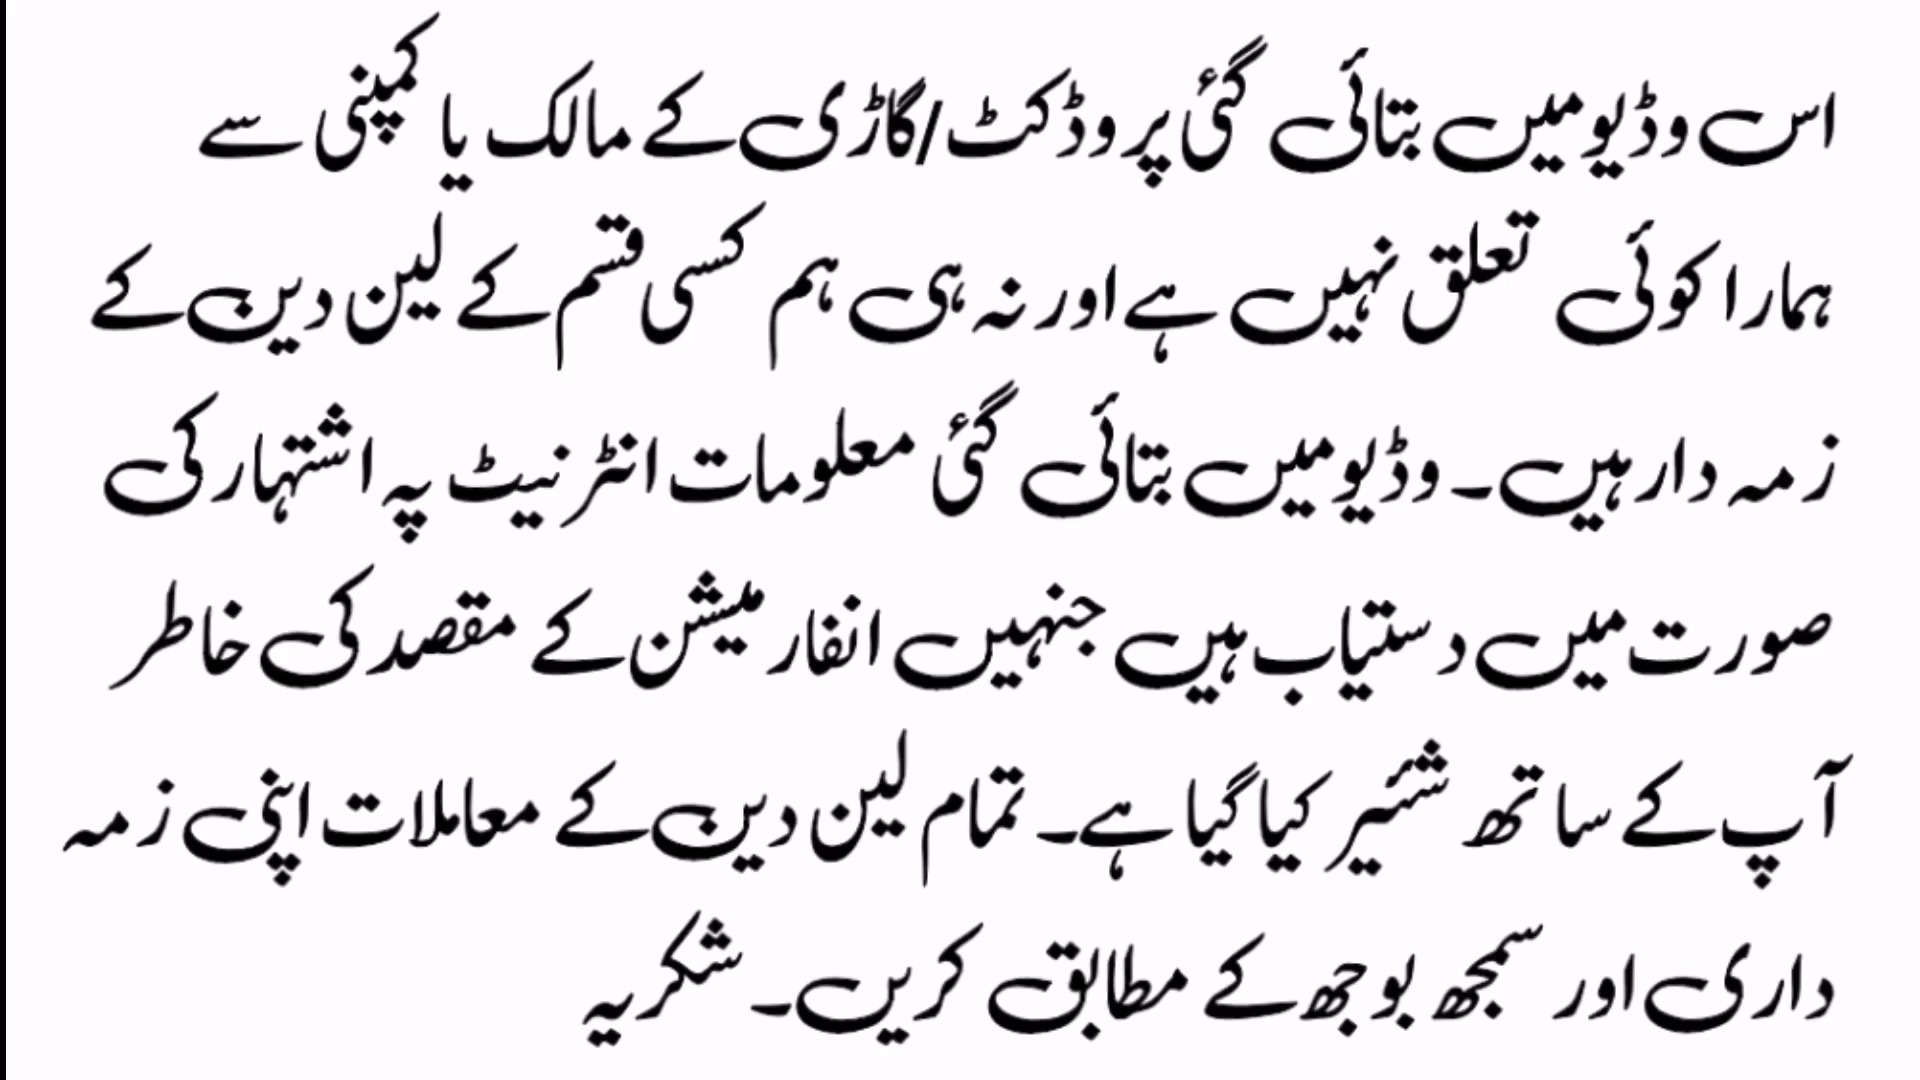 اس وڈیو میں بتائی گئی پروڈکٹ/گاڑی کے مالک یا کمپنی سے
ہمارا کوئی تعلق نہیں ہے اور نہ ہی ہم کسی قسم کے لین دین کے
زمہ دار ہیں۔ وڈیو میں بتائی گئی معلومات انٹرنیٹ پہ اشتہار کی
صورت میں دستیاب ہیں جنہیں انفارمیشن کے مقصد کی خاطر
آپ کے ساتھ شئیر کیا گیا ہے۔ تمام لین دین کے معاملات اپنی زمہ
داری اور سمجھ بوجھ کے مطابق کریں۔ شکریہ